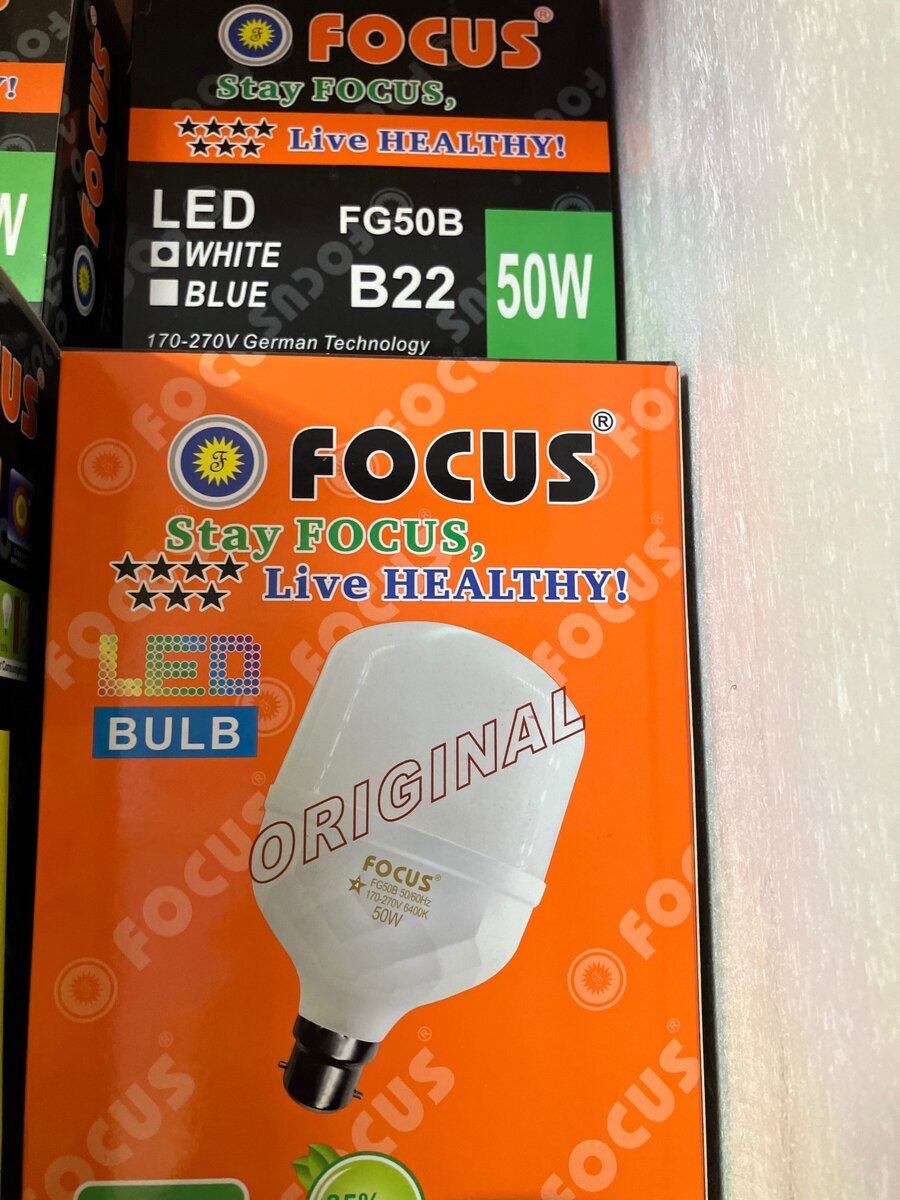 FOCUS®
Stay FOCUS,
Live HEALTHY!
LED
WHITE
BLUE
FG50B
B22
50W
170-270V German Technology
FOCUS
W
FOCUS®
Stay FOCUS,
Live HEALTHY!
LED
BULB
ORIGINAL
FOCUS®
FG50B 50/60Hz
170-270V 6400K
50W